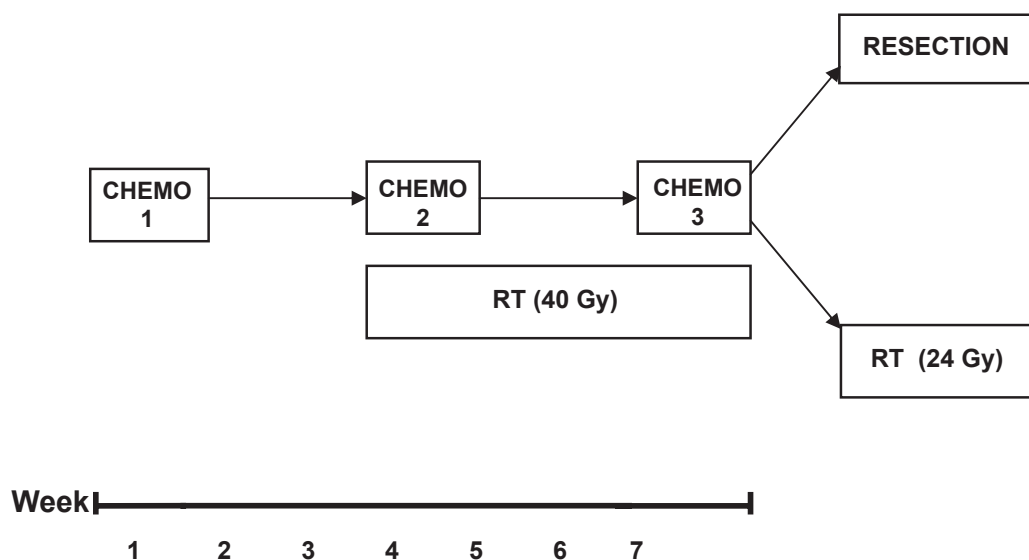 RESECTION
CHEMO
1
CHEMO
2
CHEMO
3
RT (40 Gy)
RT (24 Gy)
Week
1 2 3 4 5 6 7